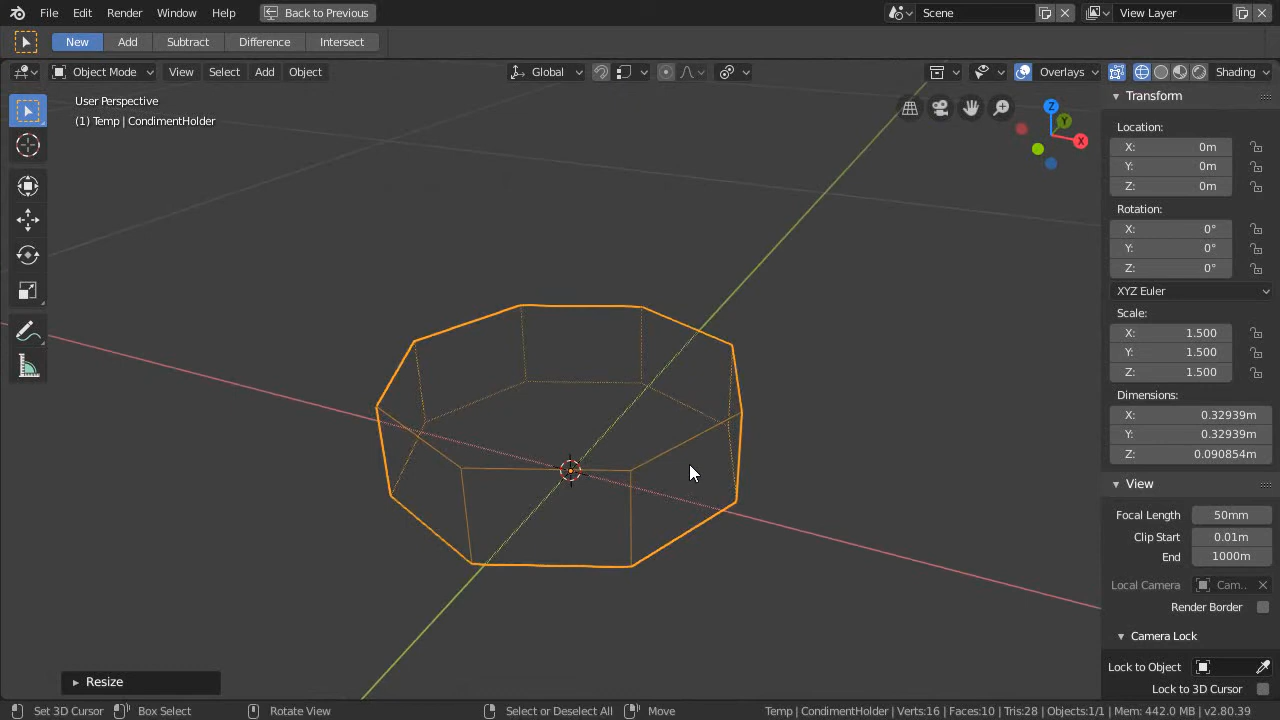 File Edit Render Window Help Back to Previous Scene View Layer
New Add Subtract Difference Intersect
Object Mode View Select Add Object Global Overlays Shading
User Perspective
(1) Temp | CondimentHolder
Z
Y
X
Transform
Location:
X: 0m
Y: 0m
Z: 0m
Rotation:
X: 0°
Y: 0°
Z: 0°
XYZ Euler
Scale:
X: 1.500
Y: 1.500
Z: 1.500
Dimensions:
X: 0.32939m
Y: 0.32939m
Z: 0.090854m
View
Focal Length 50mm
Clip Start 0.01m
End 1000m
Local Camera Cam..
Render Border
Camera Lock
Lock to Object
Lock to 3D Cursor
Resize
Set 3D Cursor Box Select Rotate View Select or Deselect All Move Temp | CondimentHolder | Verts:16 | Faces:10 | Tris:28 | Objects:1/1 | Mem: 442.0 MB | v2.80.39